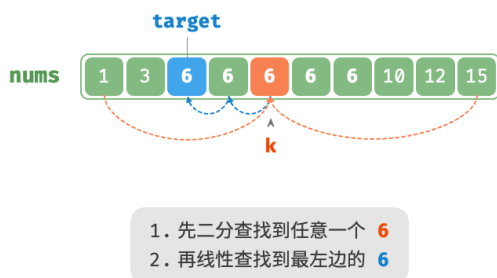 target
nums 1 3 6 6 6 6 6 10 12 15
k
1. 先二分查找到任意一个 6
2. 再线性查找到最左边的 6